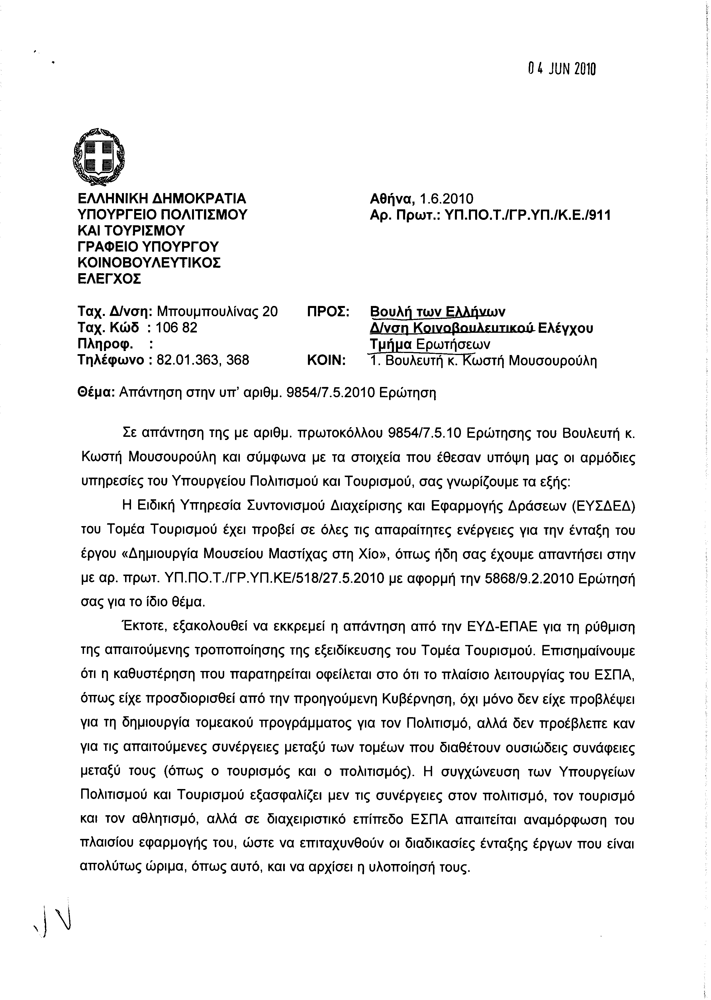 04 JUN 2010
ΕΛΛΗΝΙΚΗ ΔΗΜΟΚΡΑΤΙΑ
ΥΠΟΥΡΓΕΙΟ ΠΟΛΙΤΙΣΜΟΥ
ΚΑΙ ΤΟΥΡΙΣΜΟΥ
ΓΡΑΦΕΙΟ ΥΠΟΥΡΓΟΥ
ΚΟΙΝΟΒΟΥΛΕΥΤΙΚΟΣ
ΕΛΕΓΧΟΣ
Αθήνα, 1.6.2010
Αρ. Πρωτ.: ΥΠ.ΠΟ.Τ./ΓΡ.ΥΠ./Κ.Ε./911
Ταχ. Δ/νση: Μπουμπουλίνας 20
Ταχ. Κώδ : 106 82
Πληροφ. :
Τηλέφωνο : 82.01.363, 368
ΠΡΟΣ: Βουλή των Ελλήνων
Δ/νση Κοινοβουλευτικού Ελέγχου
Τμήμα Ερωτήσεων
ΚΟΙΝ: 1. Βουλευτή κ. Κωστή Μουσουρούλη
Θέμα: Απάντηση στην υπ’ αριθμ. 9854/7.5.2010 Ερώτηση
Σε απάντηση της με αριθμ. πρωτοκόλλου 9854/7.5.10 Ερώτησης του Βουλευτή κ.
Κωστή Μουσουρούλη και σύμφωνα με τα στοιχεία που έθεσαν υπόψη μας οι αρμόδιες
υπηρεσίες του Υπουργείου Πολιτισμού και Τουρισμού, σας γνωρίζουμε τα εξής:
Η Ειδική Υπηρεσία Συντονισμού Διαχείρισης και Εφαρμογής Δράσεων (ΕΥΣΔΕΔ)
του Τομέα Τουρισμού έχει προβεί σε όλες τις απαραίτητες ενέργειες για την ένταξη του
έργου «Δημιουργία Μουσείου Μαστίχας στη Χίο», όπως ήδη σας έχουμε απαντήσει στην
με αρ. πρωτ. ΥΠ.ΠΟ.Τ./ΓΡ.ΥΠ.ΚΕ/518/27.5.2010 με αφορμή την 5868/9.2.2010 Ερώτησή
σας για το ίδιο θέμα.
Έκτοτε, εξακολουθεί να εκκρεμεί η απάντηση από την ΕΥΔ-ΕΠΑΕ για τη ρύθμιση
της απαιτούμενης τροποποίησης της εξειδίκευσης του Τομέα Τουρισμού. Επισημαίνουμε
ότι η καθυστέρηση που παρατηρείται οφείλεται στο ότι το πλαίσιο λειτουργίας του ΕΣΠΑ,
όπως είχε προσδιορισθεί από την προηγούμενη Κυβέρνηση, όχι μόνο δεν είχε προβλέψει
για τη δημιουργία τομεακού προγράμματος για τον Πολιτισμό, αλλά δεν προέβλεπε καν
για τις απαιτούμενες συνέργειες μεταξύ των τομέων που διαθέτουν ουσιώδεις συνάφειες
μεταξύ τους (όπως ο τουρισμός και ο πολιτισμός). Η συγχώνευση των Υπουργείων
Πολιτισμού και Τουρισμού εξασφαλίζει μεν τις συνέργειες στον πολιτισμό, τον τουρισμό
και τον αθλητισμό, αλλά σε διαχειριστικό επίπεδο ΕΣΠΑ απαιτείται αναμόρφωση του
πλαισίου εφαρμογής του, ώστε να επιταχυνθούν οι διαδικασίες ένταξης έργων που είναι
απολύτως ώριμα, όπως αυτό, και να αρχίσει η υλοποίησή τους.